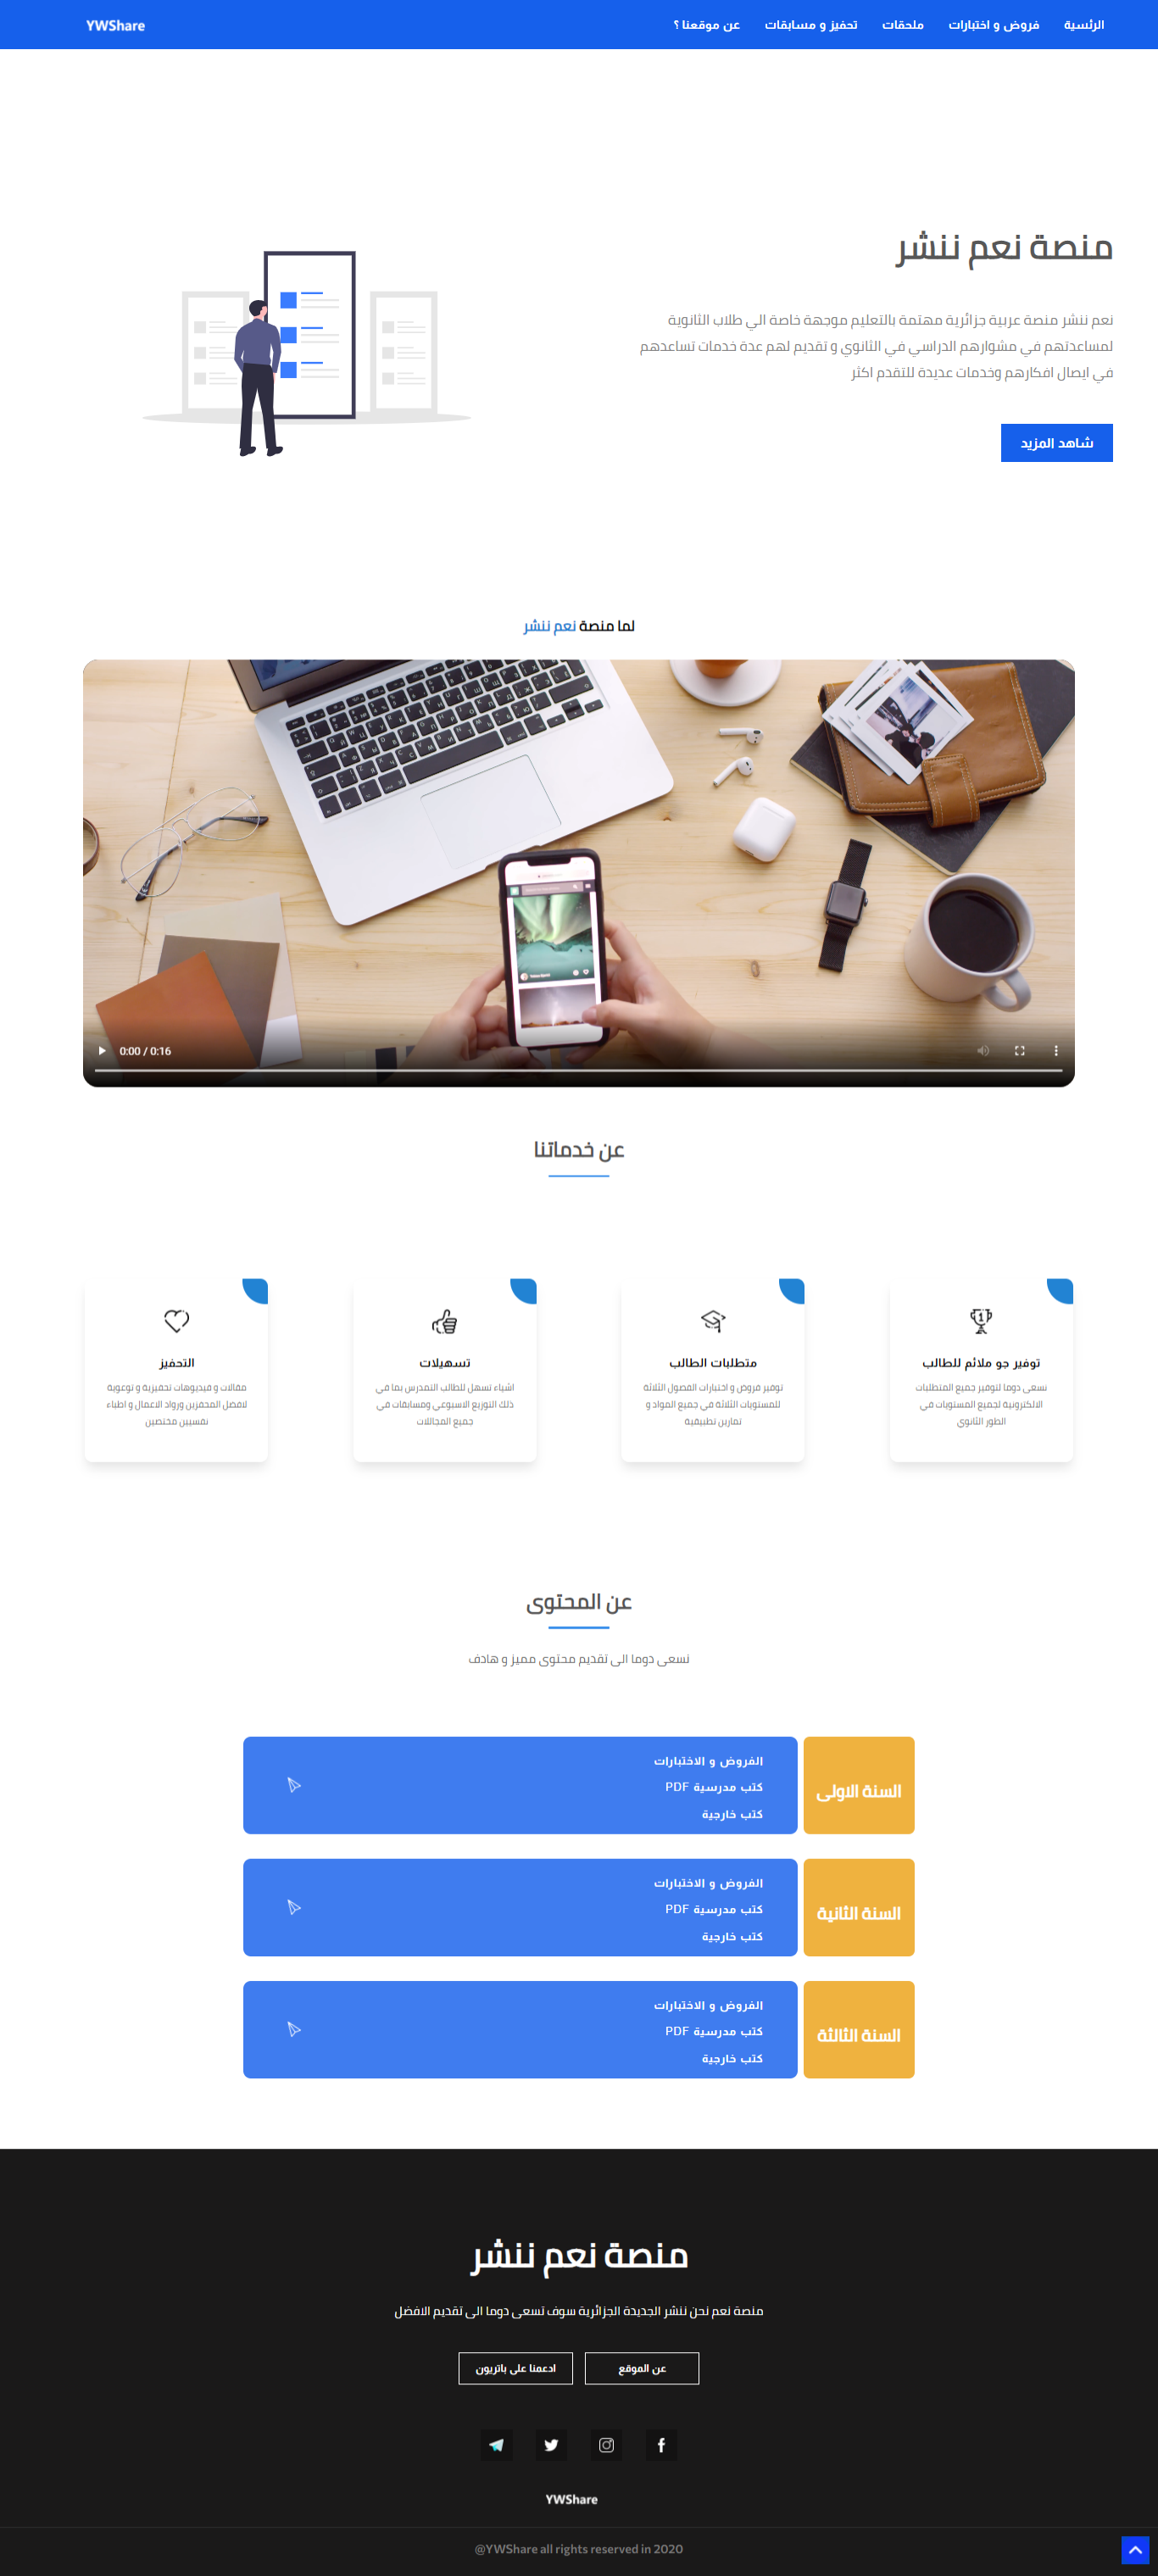 الرئسية
فروض و اختبارات
ملحقات
تحفيز و مسابقات
عن موقعنا ؟
YWShare
منصة نعم ننشر
نعم ننشر منصة عربية جزائرية مهتمة بالتعليم موجهة خاصة الي طلاب الثانوية
لمساعدتهم في مشوارهم الدراسي في الثانوي و تقديم لهم عدة خدمات تساعدهم
في ايصال افكارهم وخدمات عديدة للتقدم اكثر
شاهد المزيد
لما منصة نعم ننشر
0:00 / 0:16
عن خدماتنا
توفير جو ملائم للطالب
نسعى دوما لتوفير جميع المتطلبات
الالكترونية لجميع المستويات في
الطور الثانوي
متطلبات الطالب
توفير فروض و اختبارات الفصول الثلاثة
للمستويات الثلاثة في جميع المواد و
تمارين تطبيقية
تسهيلات
اشياء تسهل للطالب التمدرس بما في
ذلك التوزيع الاسبوعي ومسابقات في
جميع المجالات
التحفيز
مقالات و فيديوهات تحفيزية و توعوية
لافضل المحفزين ورواد الاعمال و اطباء
نفسيين مختصين
عن المحتوى
نسعى دوما الى تقديم محتوى مميز و هادف
السنة الاولى
الفروض و الاختبارات
كتب مدرسية PDF
كتب خارجية
السنة الثانية
الفروض و الاختبارات
كتب مدرسية PDF
كتب خارجية
السنة الثالثة
الفروض و الاختبارات
كتب مدرسية PDF
كتب خارجية
منصة نعم ننشر
منصة نعم نحن ننشر الجديدة الجزائرية سوف تسعى دوما الى تقديم الافضل
عن الموقع
ادعمنا على باتريون
YWShare
@YWShare all rights reserved in 2020